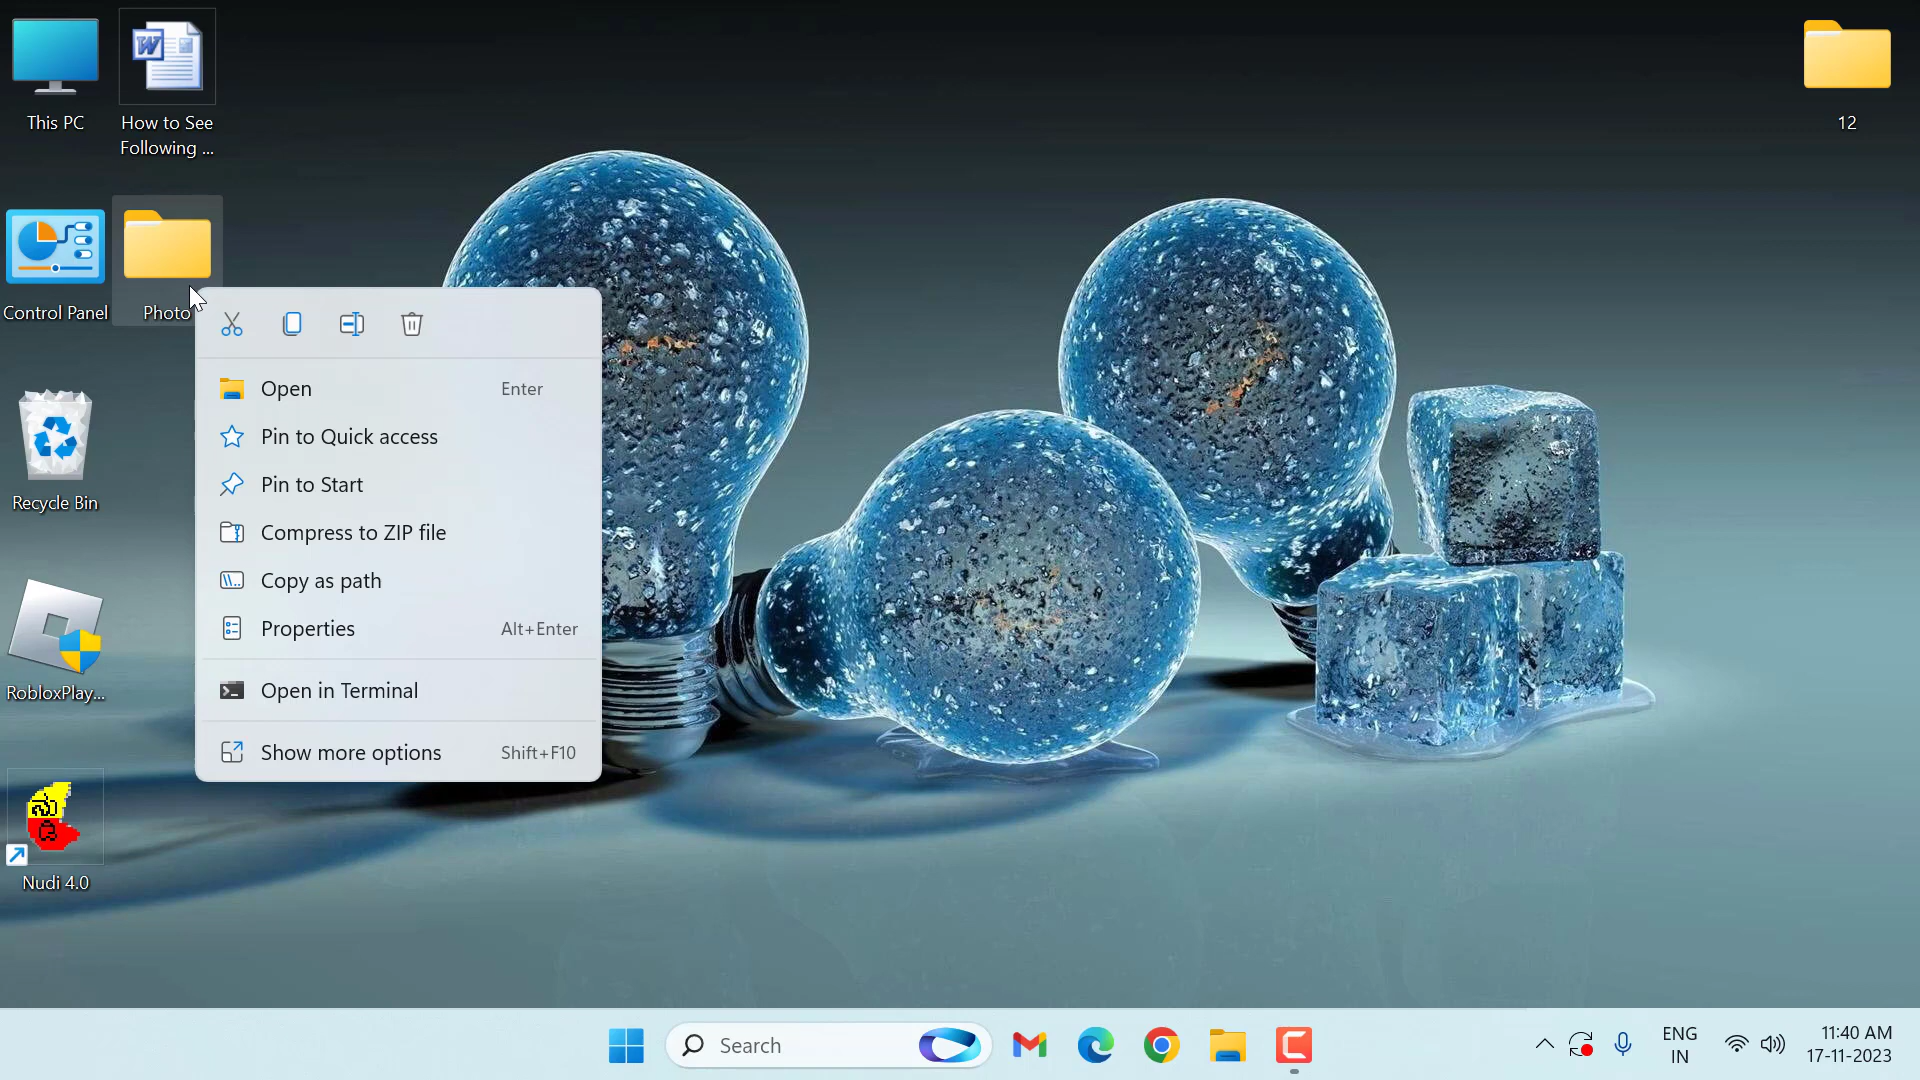 This PC
How to See
Following ...
12
Control Panel
Photo
Open Enter
Pin to Quick access
Pin to Start
Compress to ZIP file
Copy as path
Properties Alt+Enter
Open in Terminal
Show more options Shift+F10
Recycle Bin
RobloxPlay...
Nudi 4.0
Search
ENG
IN
11:40 AM
17-11-2023